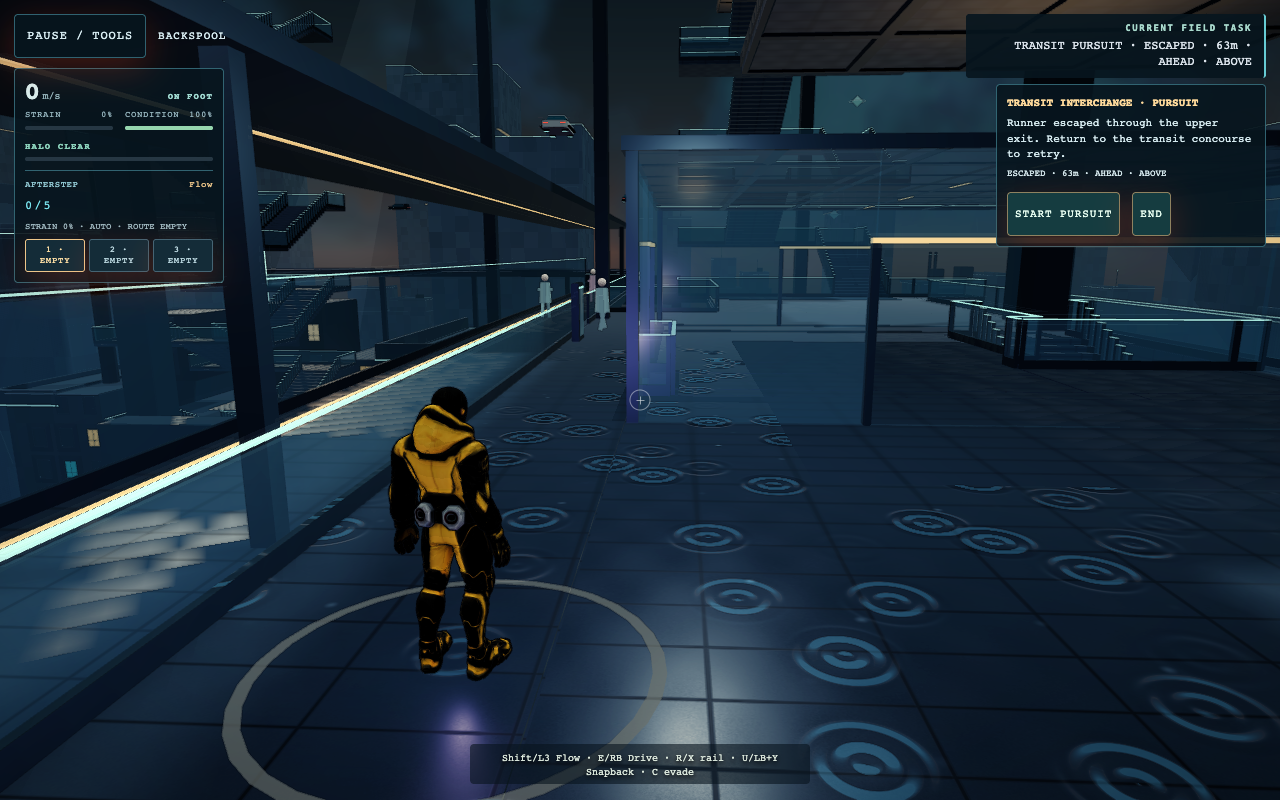 PAUSE / TOOLS
BACKSPOOL
0 m/s
ON FOOT
STRAIN 0%
CONDITION 100%
HALO CLEAR
AFTERSTEP Flow
0 / 5
STRAIN 0% · AUTO · ROUTE EMPTY
1 · EMPTY
2 · EMPTY
3 · EMPTY
CURRENT FIELD TASK
TRANSIT PURSUIT · ESCAPED · 63m ·
AHEAD · ABOVE
TRANSIT INTERCHANGE · PURSUIT
Runner escaped through the upper
exit. Return to the transit concourse
to retry.
ESCAPED · 63m · AHEAD · ABOVE
START PURSUIT
END
Shift/L3 Flow · E/RB Drive · R/X rail · U/LB+Y
Snapback · C evade